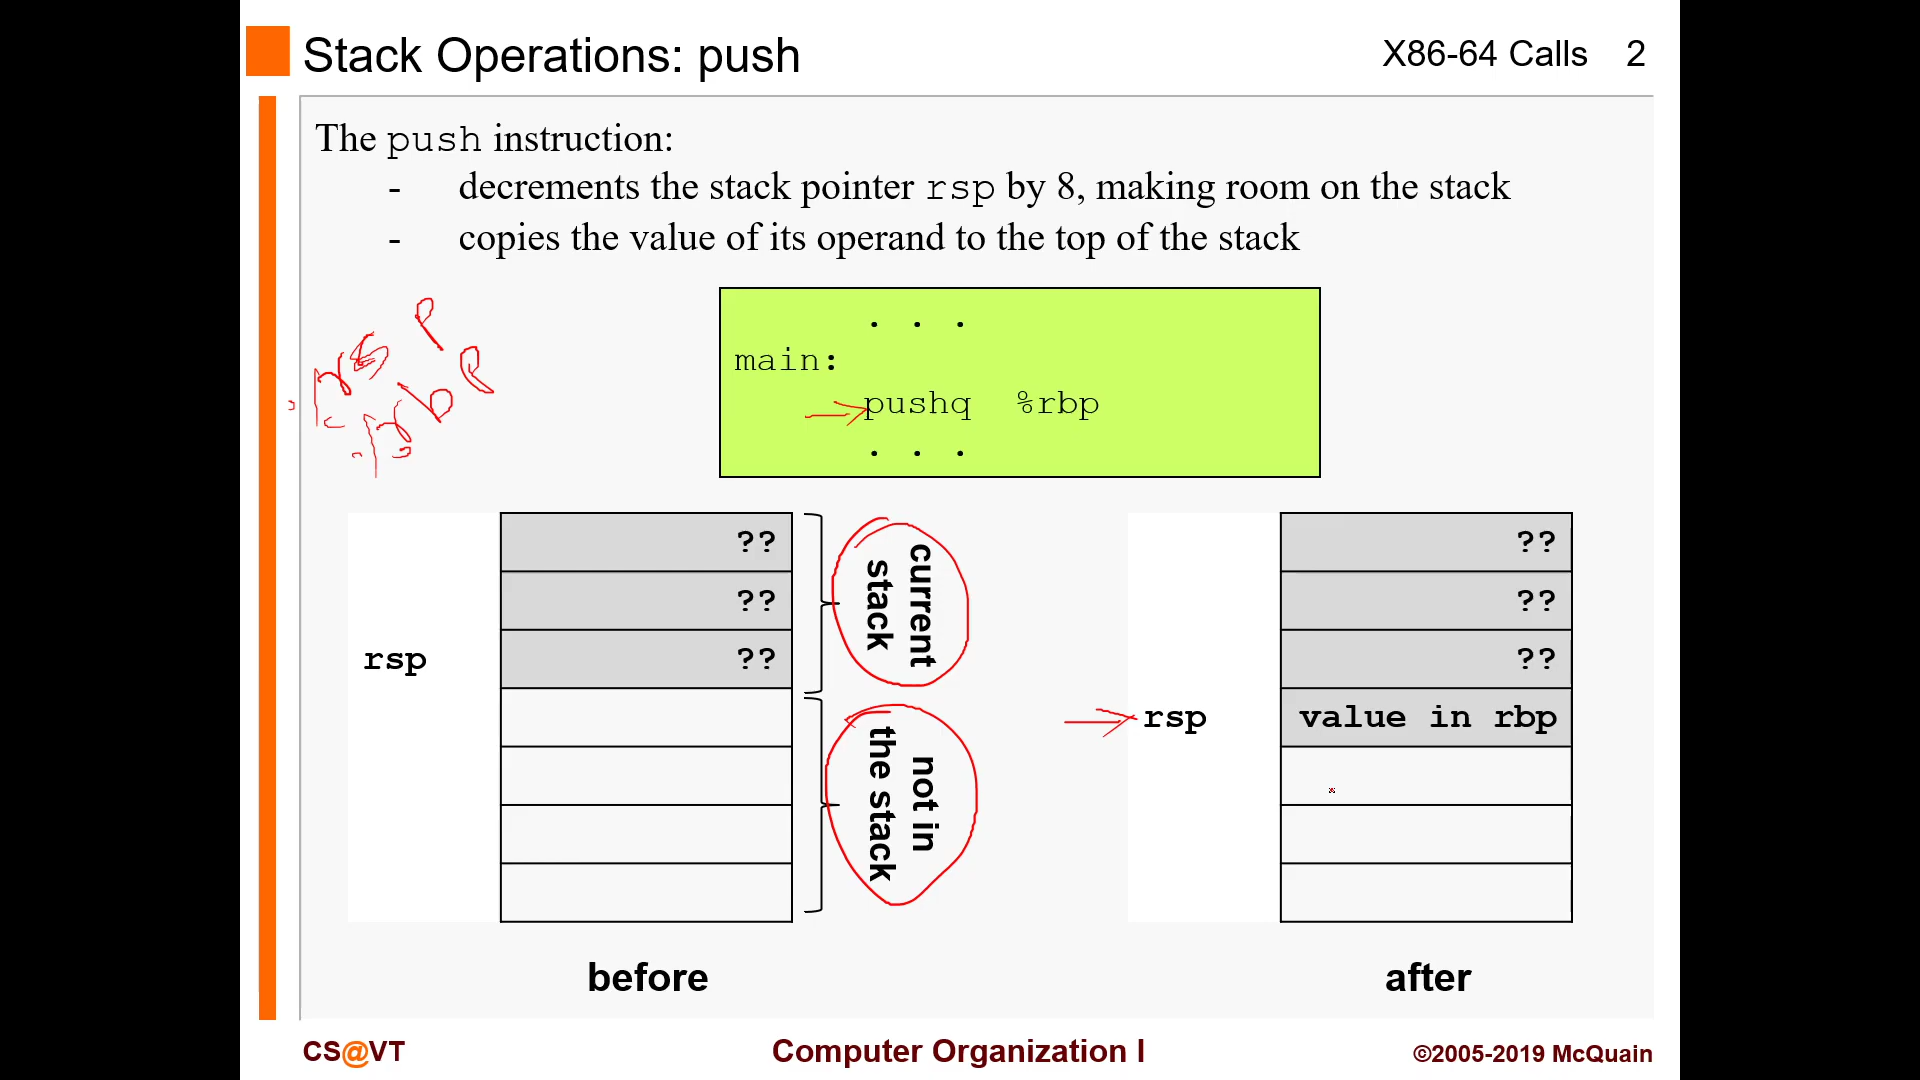 Stack Operations: push
X86-64 Calls 2
The push instruction:
- decrements the stack pointer rsp by 8, making room on the stack
- copies the value of its operand to the top of the stack
%rsp
%rbp
. . .
main:
pushq %rbp
. . .
??
??
rsp ??
current
stack
not in
the stack
before
??
??
??
rsp value in rbp
after
CS@VT
Computer Organization I
©2005-2019 McQuain